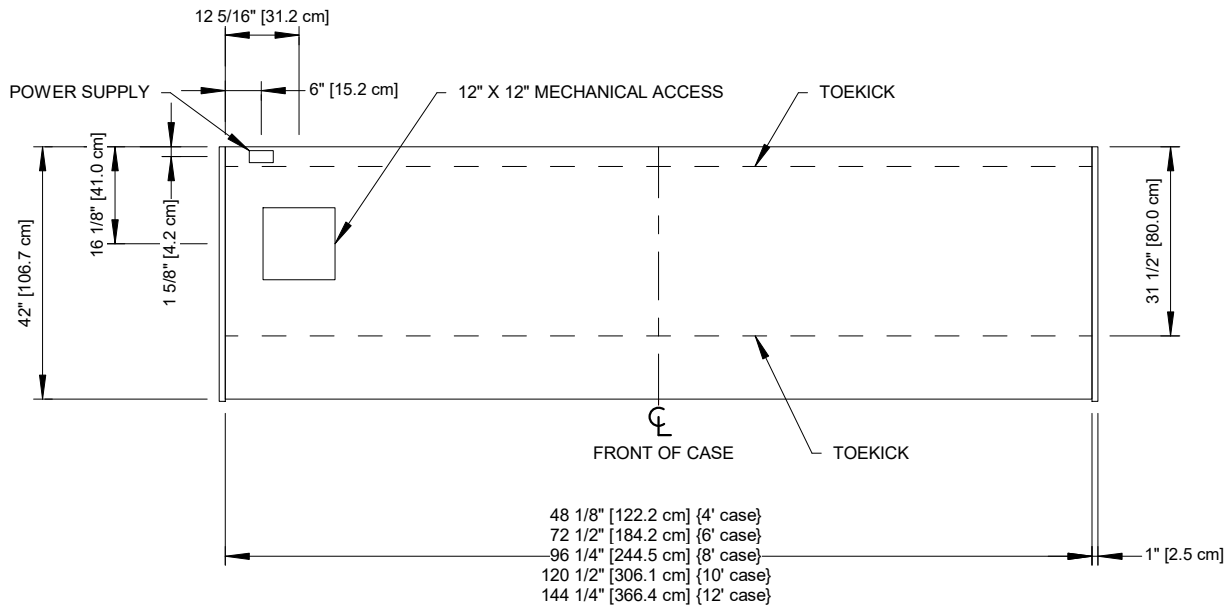 12 5/16" [31.2 cm]
POWER SUPPLY
6" [15.2 cm]
12" X 12" MECHANICAL ACCESS
TOEKICK
42" [106.7 cm]
16 1/8" [41.0 cm]
1 5/8" [4.2 cm]
31 1/2" [80.0 cm]
℄
FRONT OF CASE
TOEKICK
48 1/8" [122.2 cm] {4' case}
72 1/2" [184.2 cm] {6' case}
96 1/4" [244.5 cm] {8' case}
120 1/2" [306.1 cm] {10' case}
144 1/4" [366.4 cm] {12' case}
1" [2.5 cm]